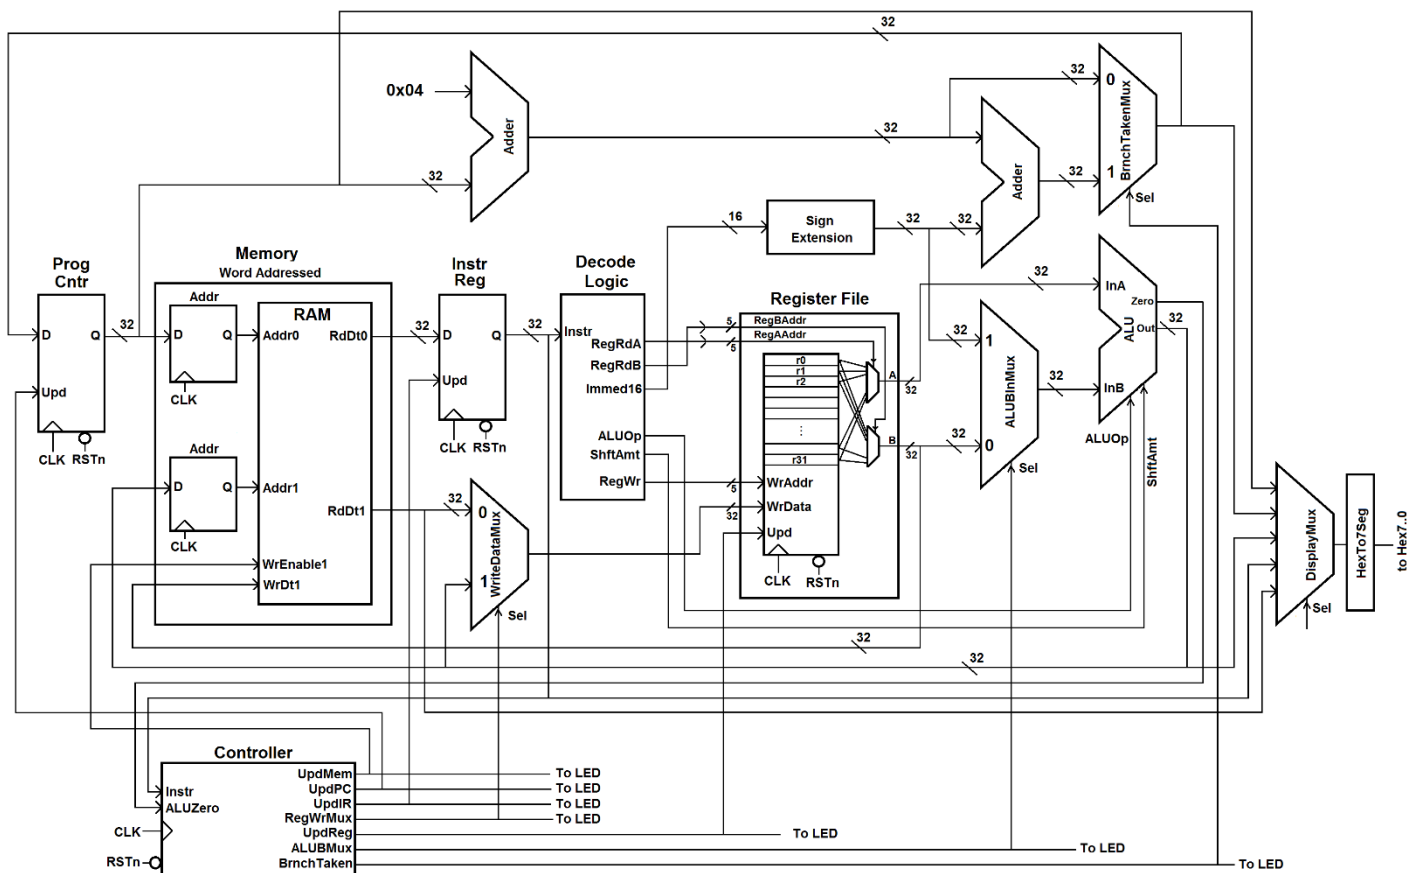 32
0x04
Adder
32
32
32
0
BrnchTakenMux
1
Sel
32
Adder
32
16
Sign
Extension
32
32
Prog
Cntr
D
Q
Upd
CLK
RSTn
32
Memory
Word Addressed
Addr
D
Q
CLK
Addr
D
Q
CLK
RAM
Addr0
RdDt0
Addr1
RdDt1
WrEnable1
WrDt1
32
Instr
Reg
D
Q
Upd
CLK
RSTn
32
Decode
Logic
Instr
RegRdA
RegRdB
Immed16
ALUOp
ShftAmt
RegWr
5
RegBAddr
5
RegAAddr
Register File
r0
r1
r2
⋮
r31
A
32
B
32
WrAddr
WrData
Upd
CLK
RSTn
5
32
32
0
WriteDataMux
1
Sel
32
1
ALUBInMux
0
32
Sel
32
32
InA
Zero
ALU
Out
InB
32
ALUOp
ShftAmt
32
32
DisplayMux
Sel
HexTo7Seg
to Hex7..0
Controller
Instr
ALUZero
CLK
RSTn
UpdMem
To LED
UpdPC
To LED
UpdIR
To LED
RegWrMux
To LED
UpdReg
To LED
ALUBMux
To LED
BrnchTaken
To LED